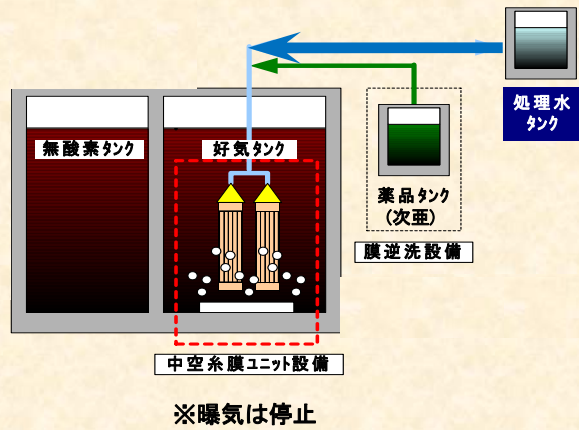 処理水
タンク
無酸素タンク
好気タンク
薬品タンク
(次亜)
膜逆洗設備
中空糸膜ユニット設備
※曝気は停止